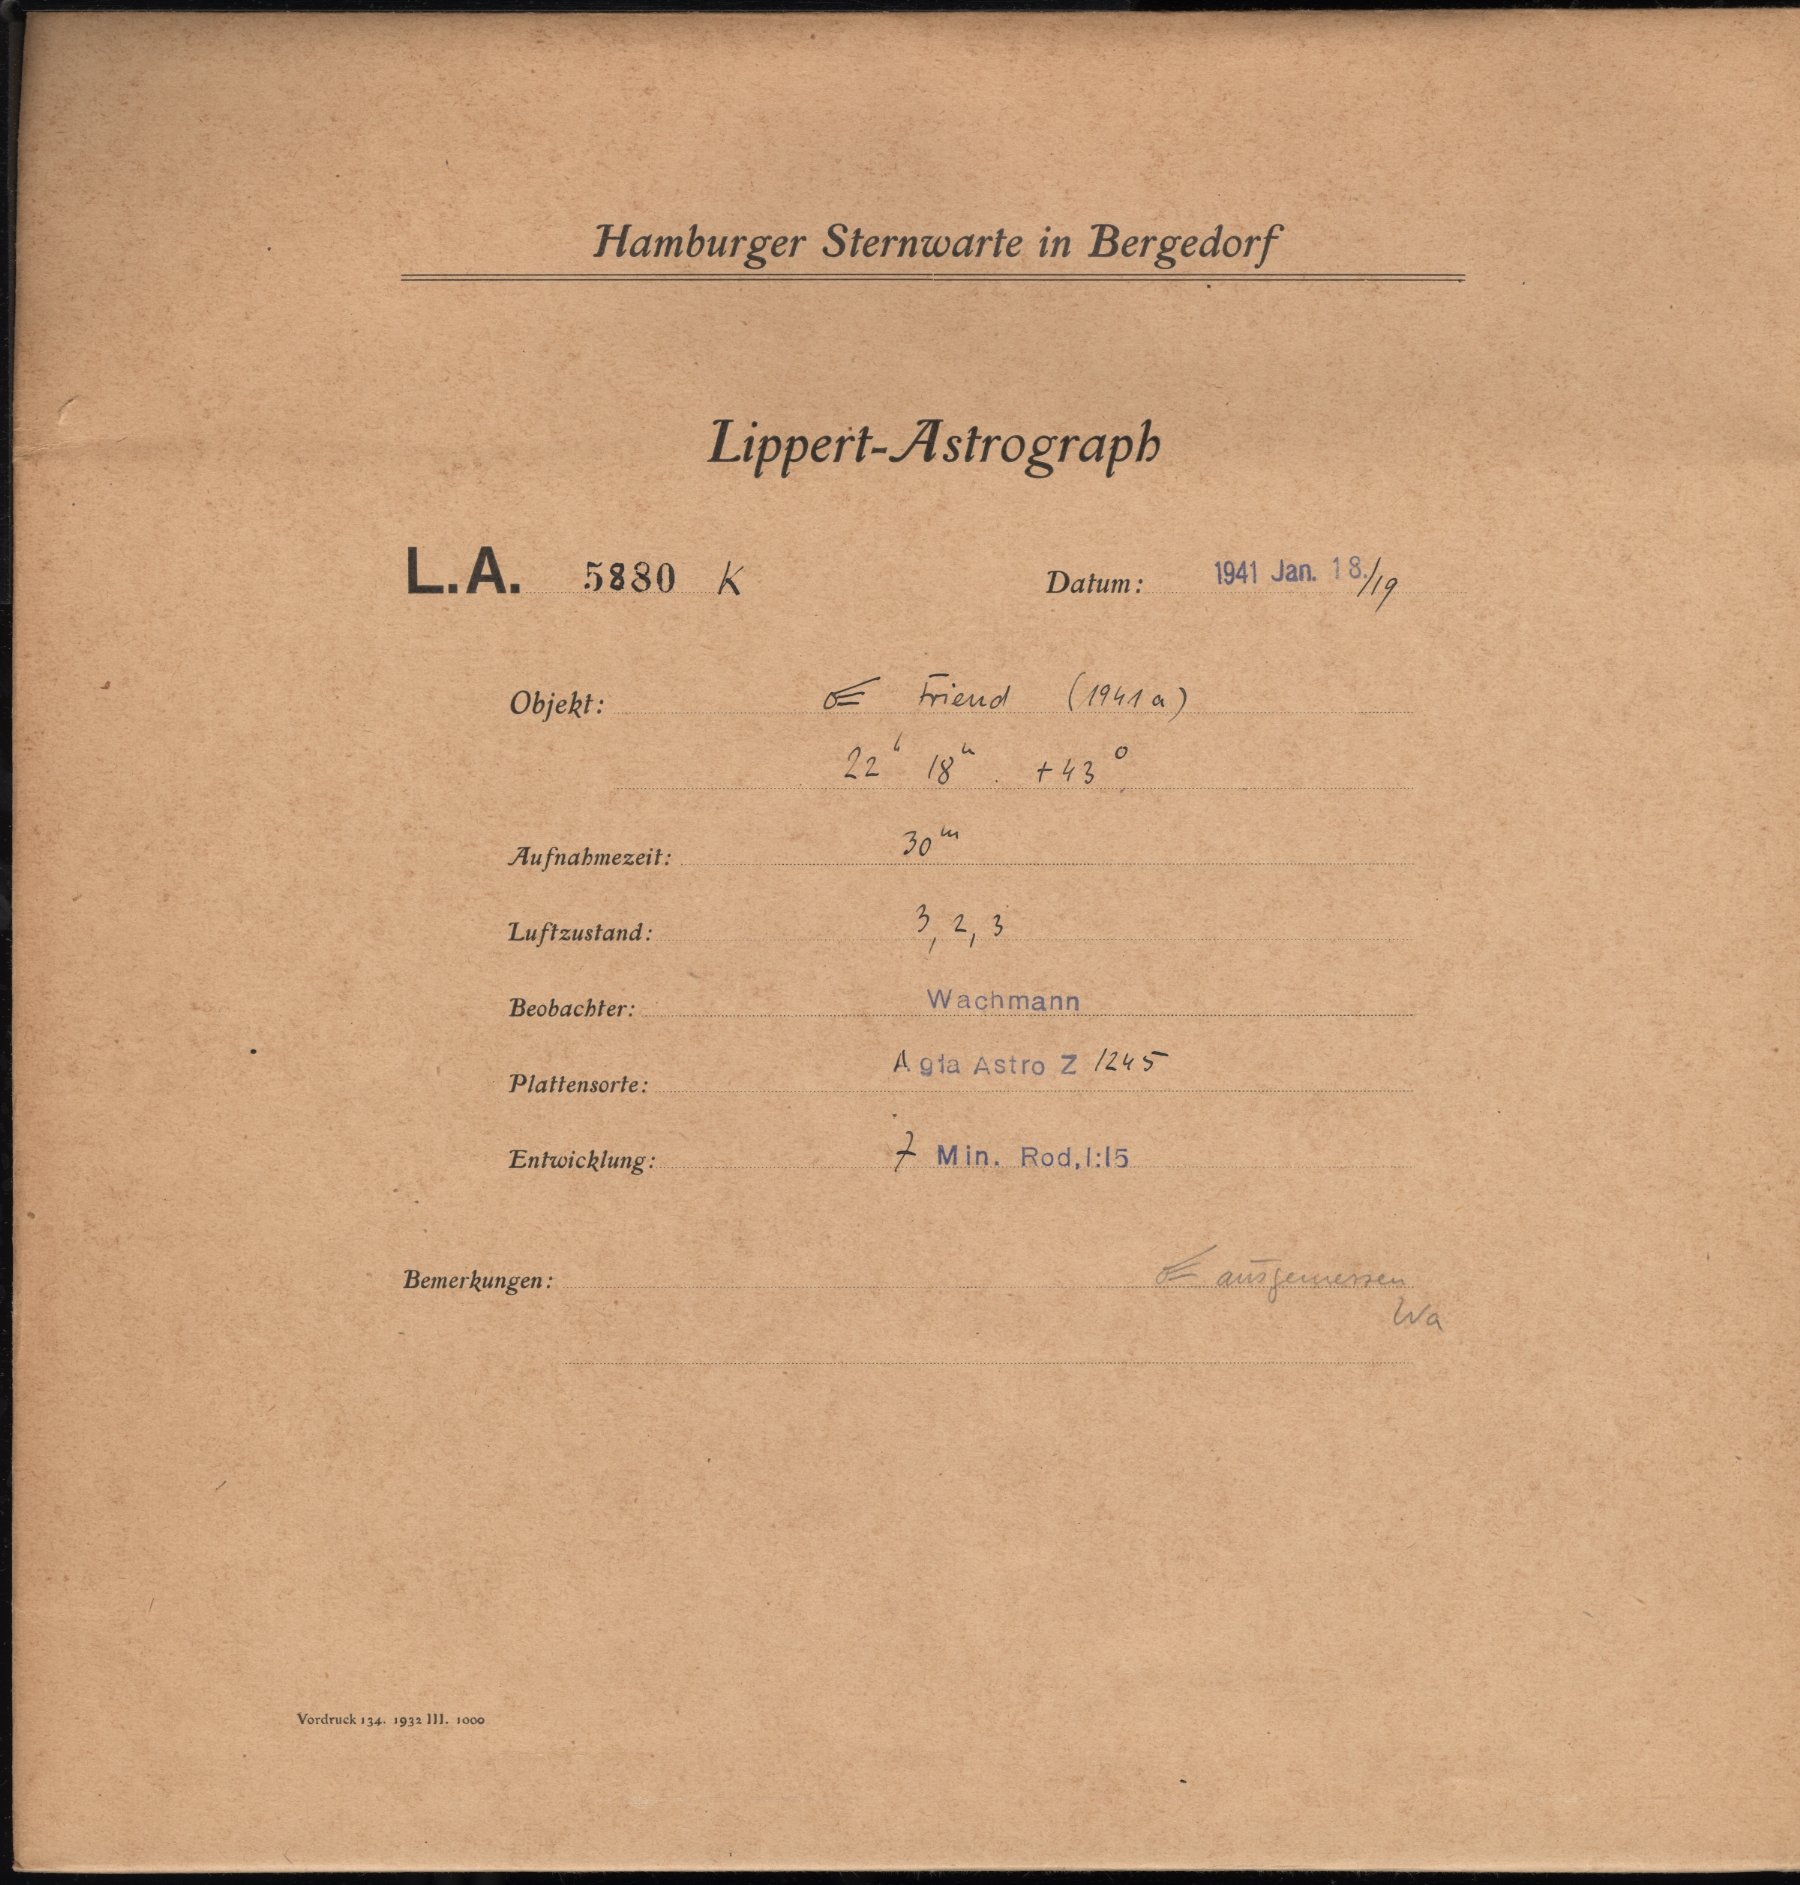 Hamburger Sternwarte in Bergedorf
Lippert-Astrograph
L.A. 5880 K Datum: 1941 Jan. 18./19
Objekt: ☄ Friend (1941 a)
22ʰ 18ᵐ. +43°
Aufnahmezeit: 30ᵐ
Luftzustand: 3, 2, 3
Beobachter: Wachmann
Plattensorte: Agfa Astro Z 1245
Entwicklung: 7 Min. Rod, 1:15
Bemerkungen: ☄ ausgemessen
Wa
Vordruck 134. 1932 III. 1000